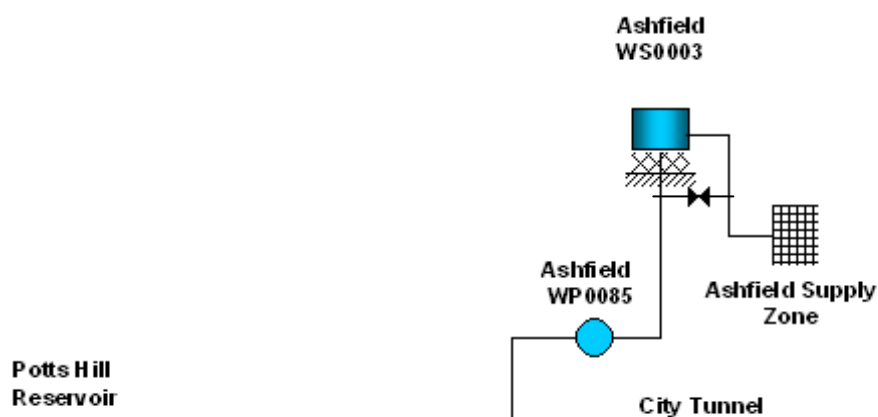 Ashfield
WS0003
Ashfield
WP0085
Ashfield Supply
Zone
Potts Hill
Reservoir
City Tunnel